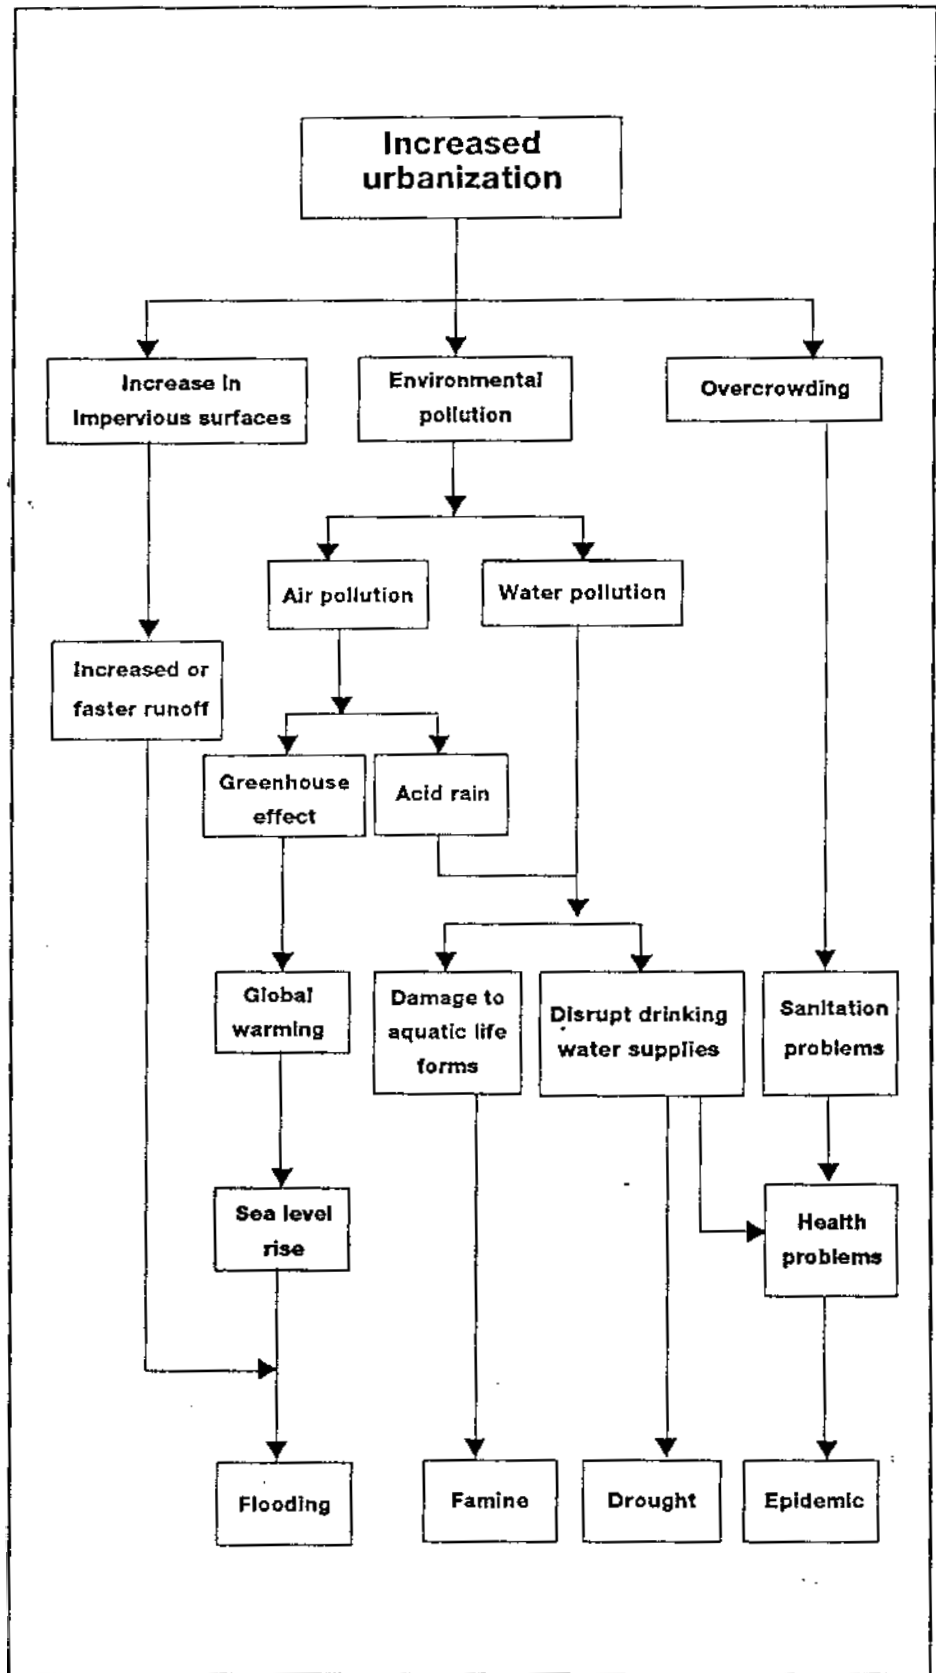 Increased
urbanization
Increase in
Impervious surfaces
Environmental
pollution
Overcrowding
Air pollution
Water pollution
Increased or
faster runoff
Greenhouse
effect
Acid rain
Global
warming
Damage to
aquatic life
forms
Disrupt drinking
water supplies
Sanitation
problems
Sea level
rise
Health
problems
Flooding
Famine
Drought
Epidemic